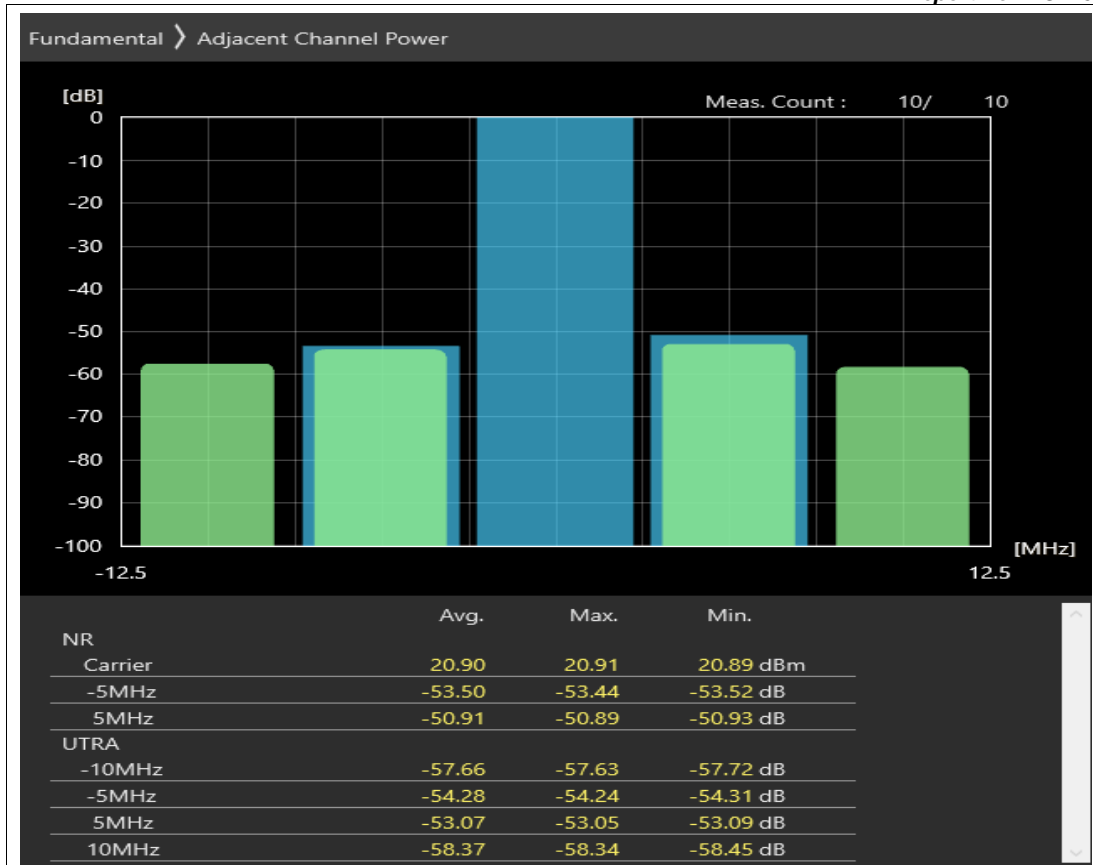 Fundamental ❯ Adjacent Channel Power
[dB]
Meas. Count : 10/ 10
0
-10
-20
-30
-40
-50
-60
-70
-80
-90
-100
[MHz]
-12.5 12.5
Avg. Max. Min.
NR
Carrier 20.90 20.91 20.89 dBm
-5MHz -53.50 -53.44 -53.52 dB
5MHz -50.91 -50.89 -50.93 dB
UTRA
-10MHz -57.66 -57.63 -57.72 dB
-5MHz -54.28 -54.24 -54.31 dB
5MHz -53.07 -53.05 -53.09 dB
10MHz -58.37 -58.34 -58.45 dB